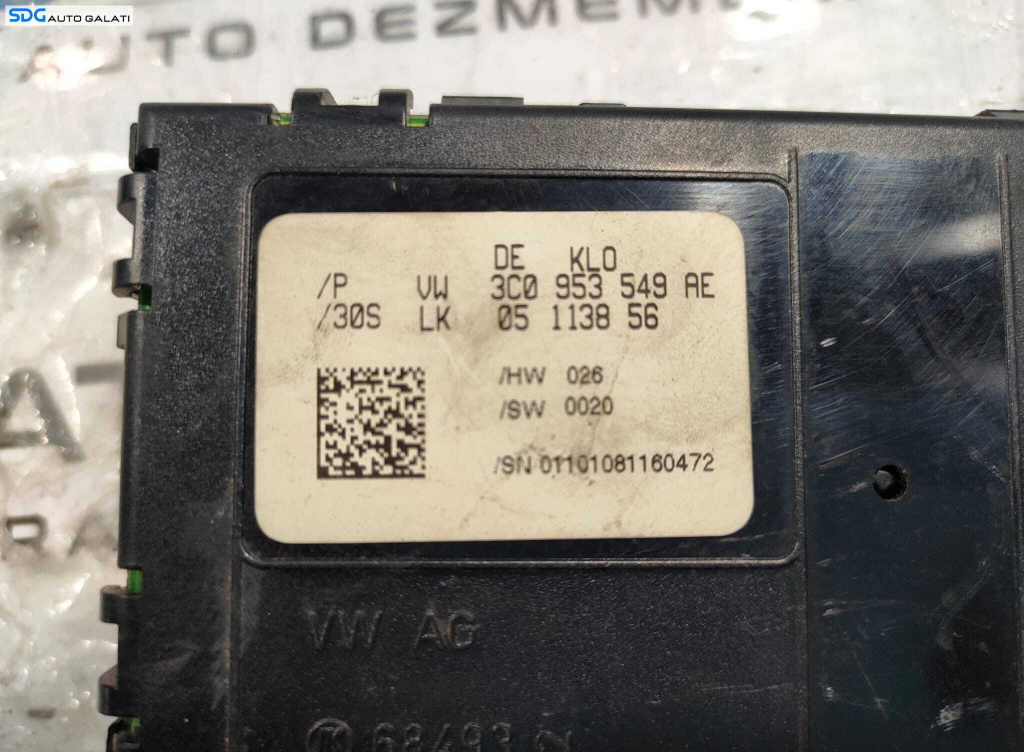 SDG AUTO GALATI
AUTO DEZMEM
DE KLO
/P VW 3C0 953 549 AE
/30S LK 05 1138 56
/HW 026
/SW 0020
/SN 01101081160472
VW AG
68493